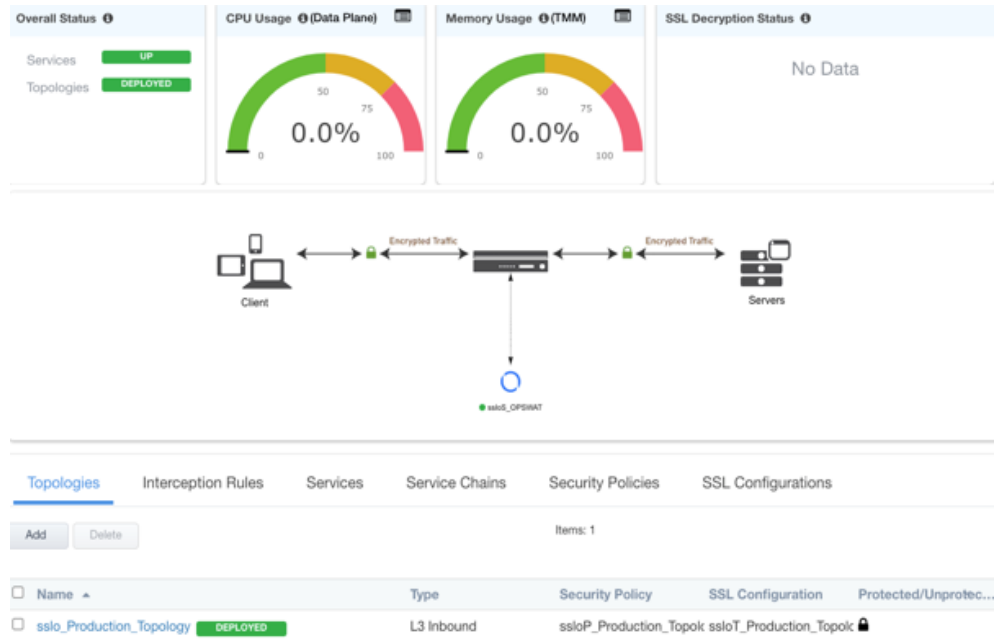 Overall Status
CPU Usage (Data Plane)
Memory Usage (TMM)
SSL Decryption Status
Services UP
Topologies DEPLOYED
50
75
0.0%
0
100
50
75
0.0%
0
100
No Data
Encrypted Traffic
Encrypted Traffic
Client
Servers
ssloS_OPSWAT
Topologies Interception Rules Services Service Chains Security Policies SSL Configurations
Add Delete Items: 1
Name Type Security Policy SSL Configuration Protected/Unprotec...
sslo_Production_Topology DEPLOYED L3 Inbound ssloP_Production_Topolc ssloT_Production_Topolc